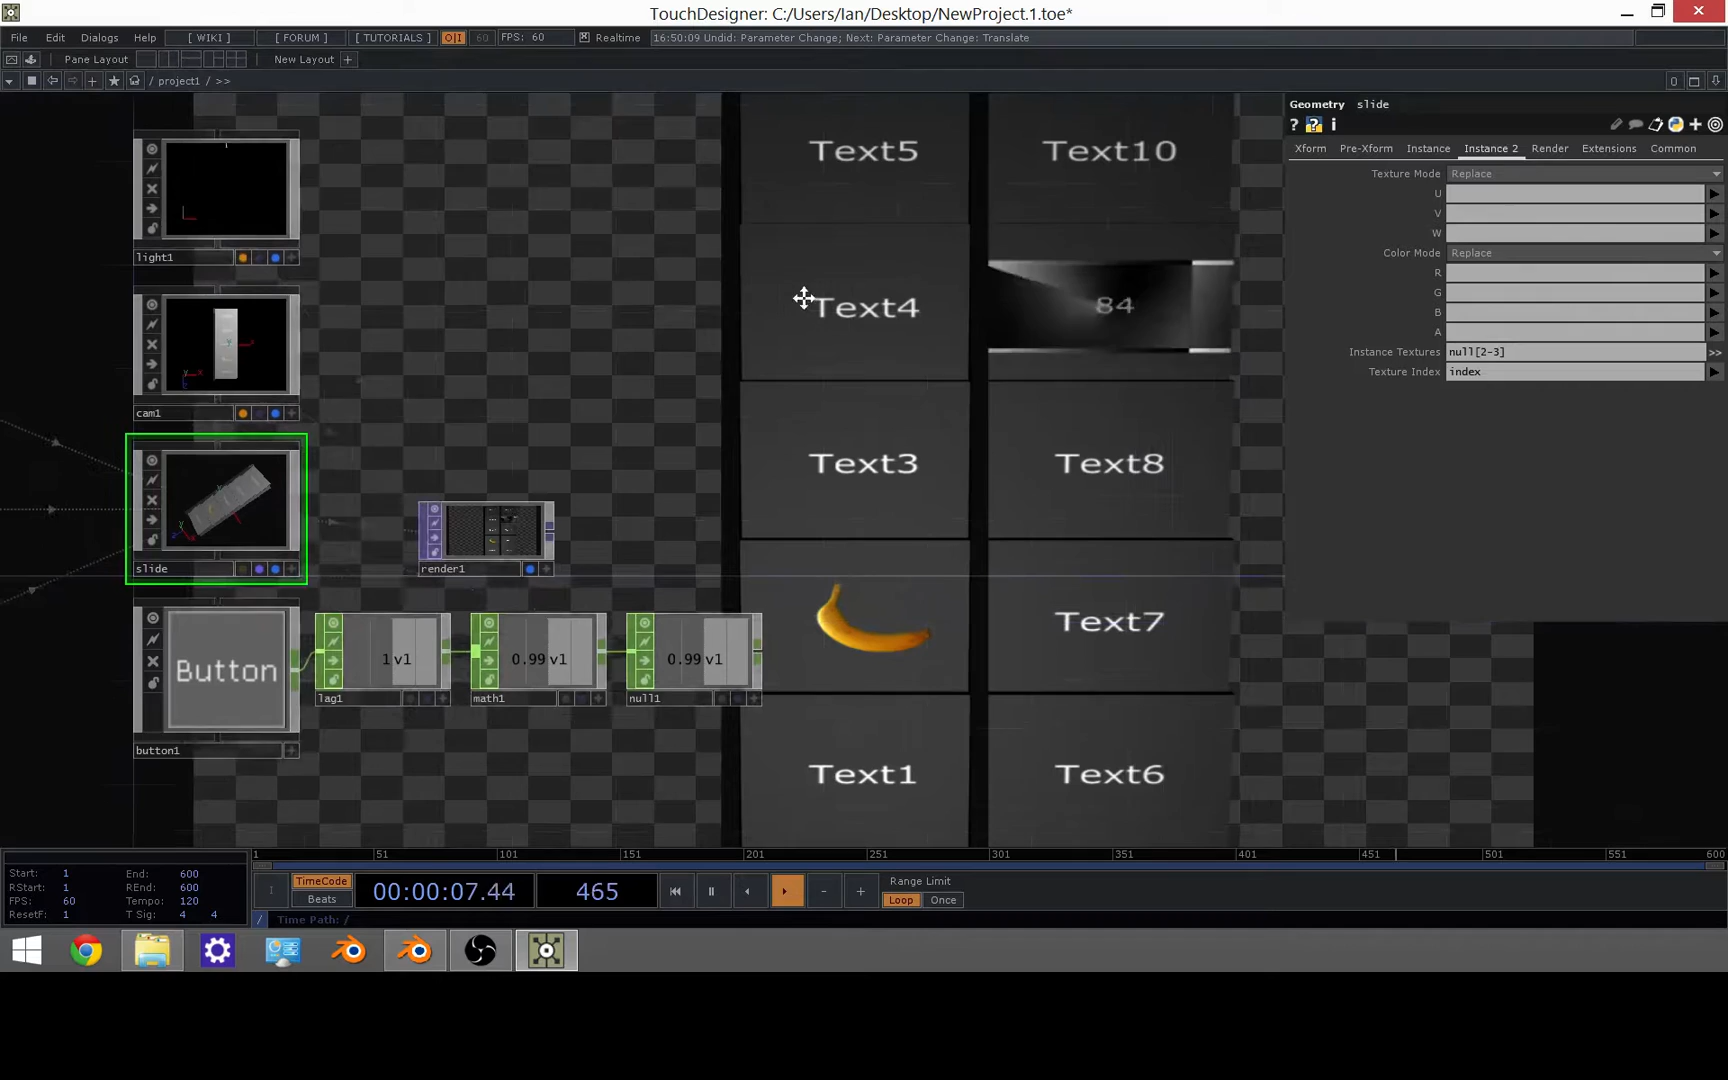 TouchDesigner: C:/Users/Ian/Desktop/NewProject.1.toe*
File Edit Dialogs Help [ WIKI ] [ FORUM ] [ TUTORIALS ] O|I 60 FPS: 60 Realtime 16:50:09 Undid: Parameter Change; Next: Parameter Change: Translate
Pane Layout New Layout +
/ project1 / >> 0
Geometry slide
? ? i
Xform Pre-Xform Instance Instance 2 Render Extensions Common
Texture Mode Replace
U
V
W
Color Mode Replace
R
G
B
A
Instance Textures null[2-3] >>
Texture Index index
Text5 Text10
Text4 84
Text3 Text8
Text7
Text1 Text6
light1
cam1
slide
render1
Button
1 v1
0.99 v1
0.99 v1
lag1
math1
null1
button1
1 51 101 151 201 251 301 351 401 451 501 551 600
Start: 1 End: 600
RStart: 1 REnd: 600
FPS: 60 Tempo: 120
ResetF: 1 T Sig: 4 4
TimeCode
Beats
00:00:07.44
465
Range Limit
Loop Once
/ Time Path: /